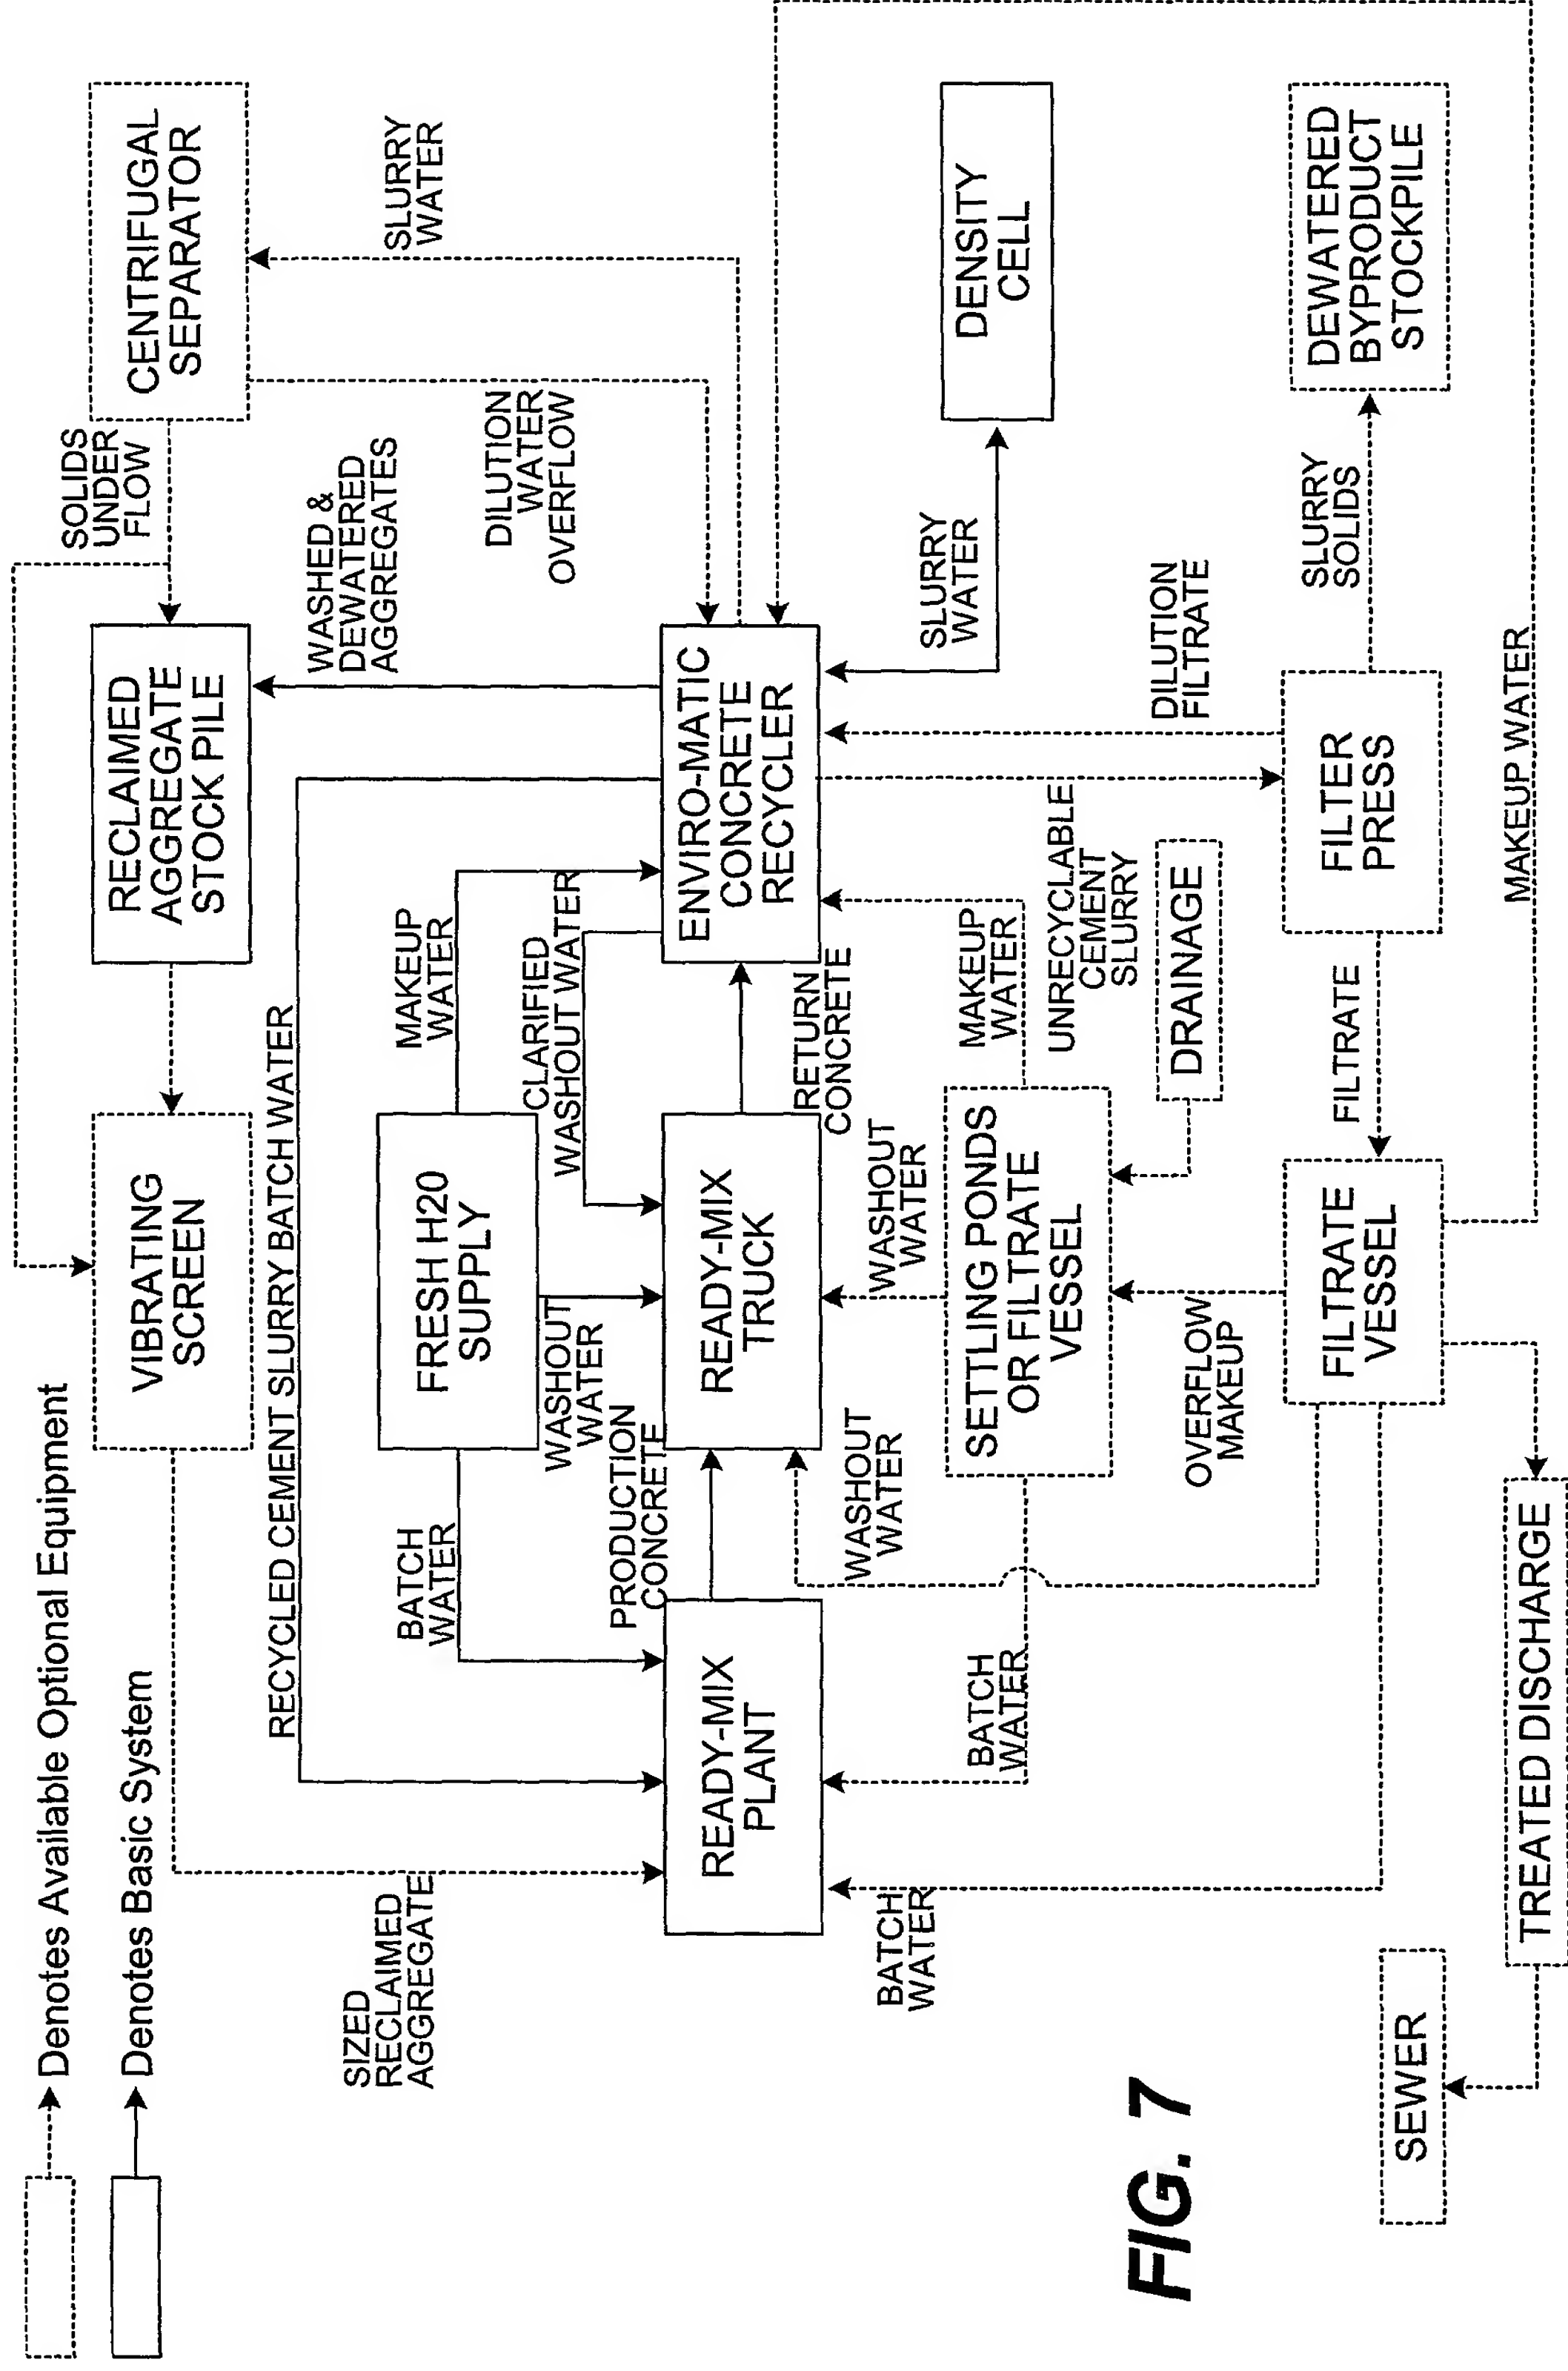 Denotes Available Optional Equipment
Denotes Basic System
VIBRATING
SCREEN
RECLAIMED
AGGREGATE
STOCK PILE
SOLIDS
UNDER
FLOW
CENTRIFUGAL
SEPARATOR
SIZED
RECLAIMED
AGGREGATE
RECYCLED CEMENT SLURRY BATCH WATER
WASHED &
DEWATERED
AGGREGATES
SLURRY
WATER
BATCH
WATER
FRESH H20
SUPPLY
MAKEUP
WATER
DILUTION
WATER
OVERFLOW
WASHOUT
WATER
CLARIFIED
WASHOUT WATER
PRODUCTION
CONCRETE
READY-MIX
PLANT
READY-MIX
TRUCK
RETURN
CONCRETE
ENVIRO-MATIC
CONCRETE
RECYCLER
BATCH
WATER
BATCH
WATER
WASHOUT
WATER
WASHOUT
WATER
SETTLING PONDS
OR FILTRATE
VESSEL
MAKEUP
WATER
UNRECYCLABLE
CEMENT
SLURRY
SLURRY
WATER
DENSITY
CELL
DRAINAGE
DILUTION
FILTRATE
OVERFLOW
MAKEUP
FILTRATE
VESSEL
FILTRATE
FILTER
PRESS
SLURRY
SOLIDS
DEWATERED
BYPRODUCT
STOCKPILE
SEWER
TREATED DISCHARGE
MAKEUP WATER
FIG. 7